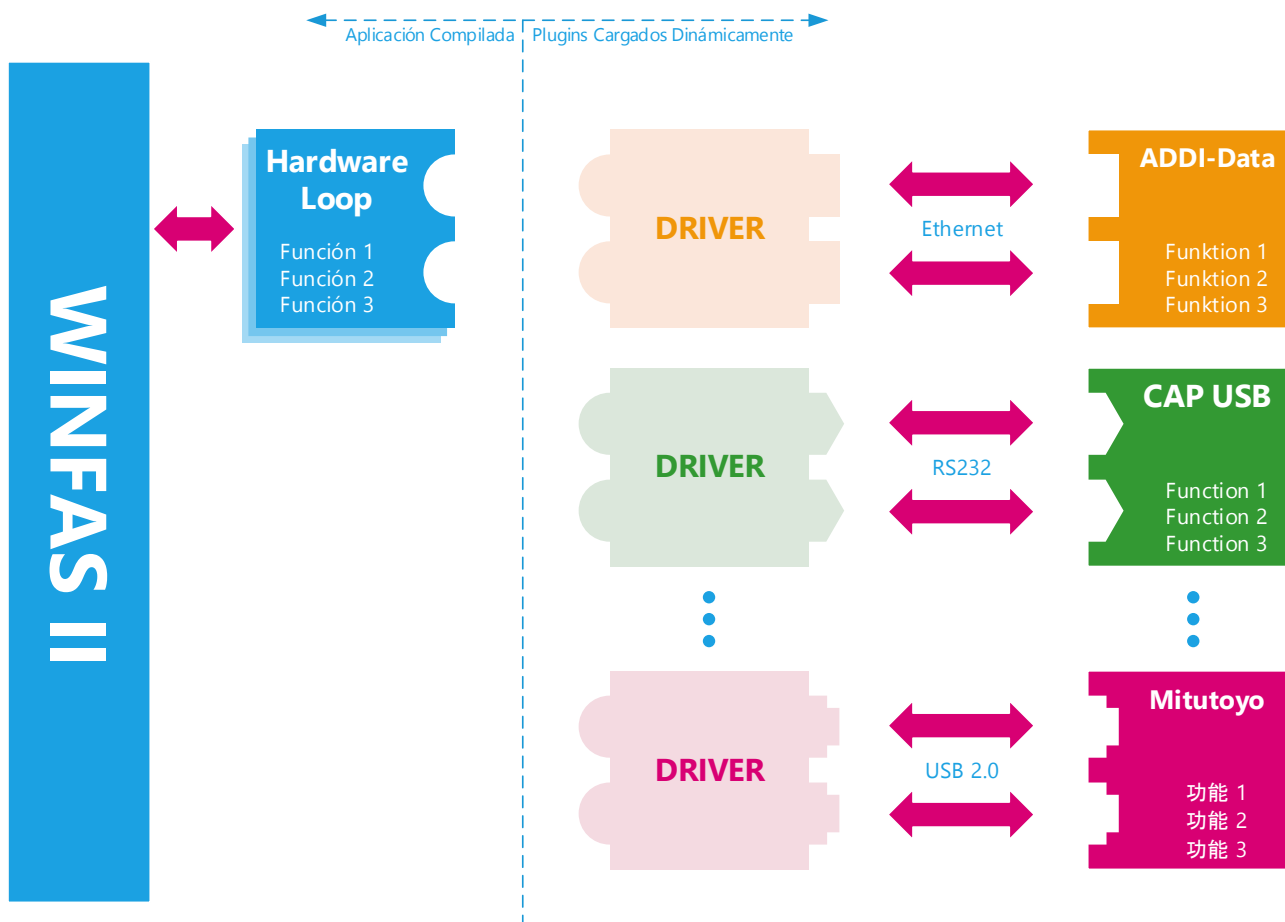 Aplicación Compilada
Plugins Cargados Dinámicamente
WINFAS II
Hardware
Loop
Función 1
Función 2
Función 3
DRIVER
Ethernet
ADDI-Data
Funktion 1
Funktion 2
Funktion 3
DRIVER
RS232
CAP USB
Function 1
Function 2
Function 3
DRIVER
USB 2.0
Mitutoyo
功能 1
功能 2
功能 3